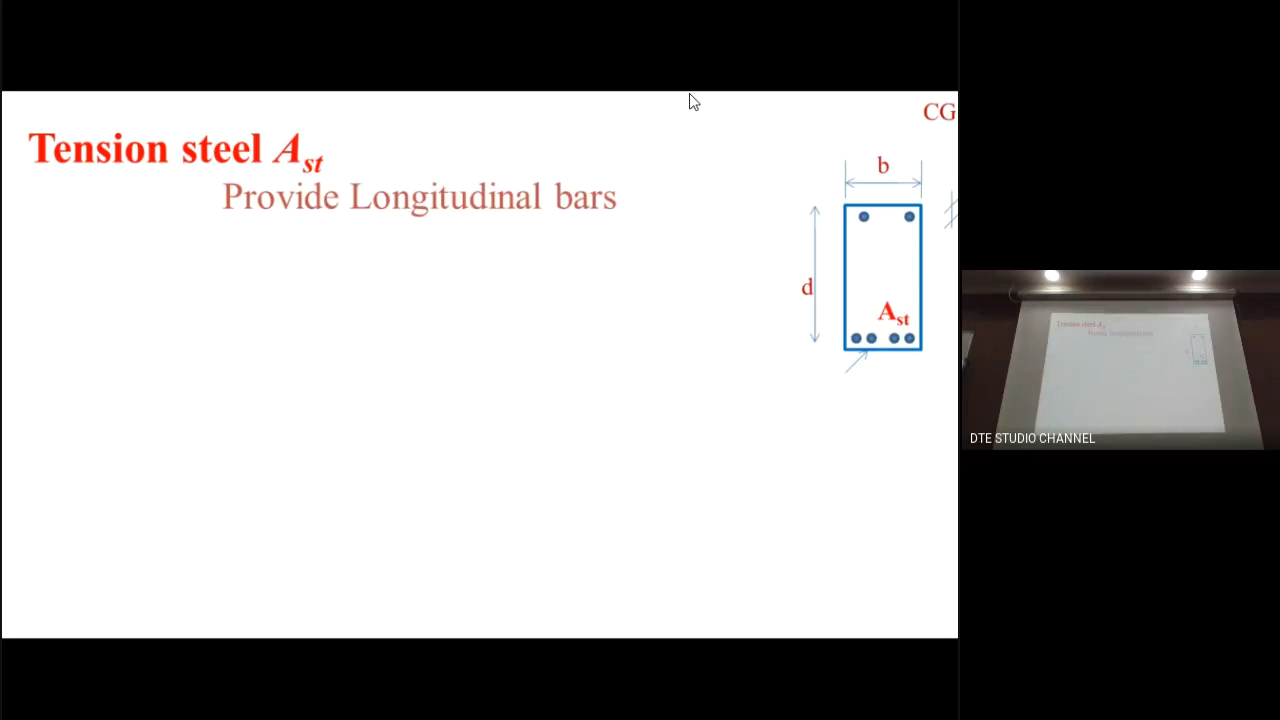 CG
Tension steel Ast
b
Provide Longitudinal bars
d
Ast
DTE STUDIO CHANNEL